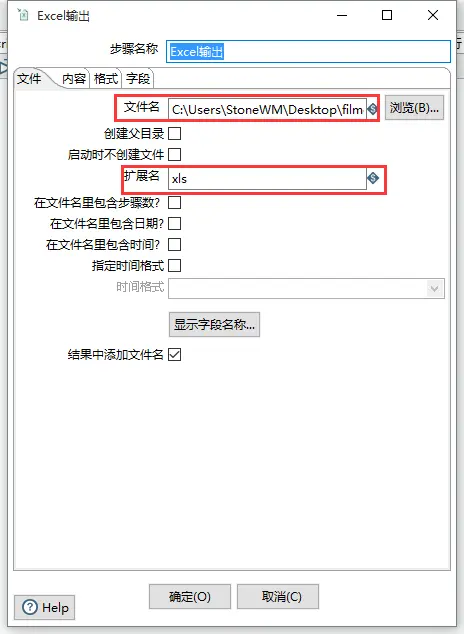 Excel输出
步骤名称 Excel输出
文件 内容 格式 字段
文件名 C:\Users\StoneWM\Desktop\film 浏览(B)...
创建父目录
启动时不创建文件
扩展名 xls
在文件名里包含步骤数?
在文件名里包含日期?
在文件名里包含时间?
指定时间格式
时间格式
显示字段名称...
结果中添加文件名
确定(O) 取消(C)
Help